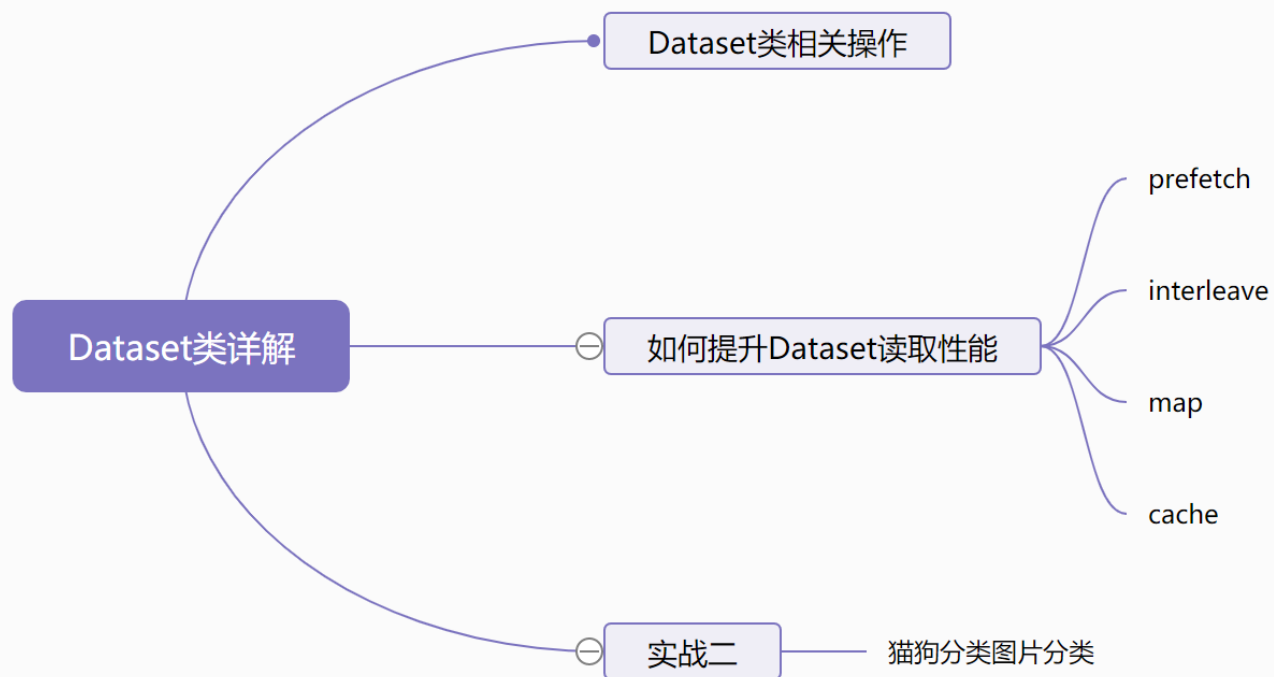 Dataset类详解
Dataset类相关操作
如何提升Dataset读取性能
prefetch
interleave
map
cache
实战二
猫狗分类图片分类